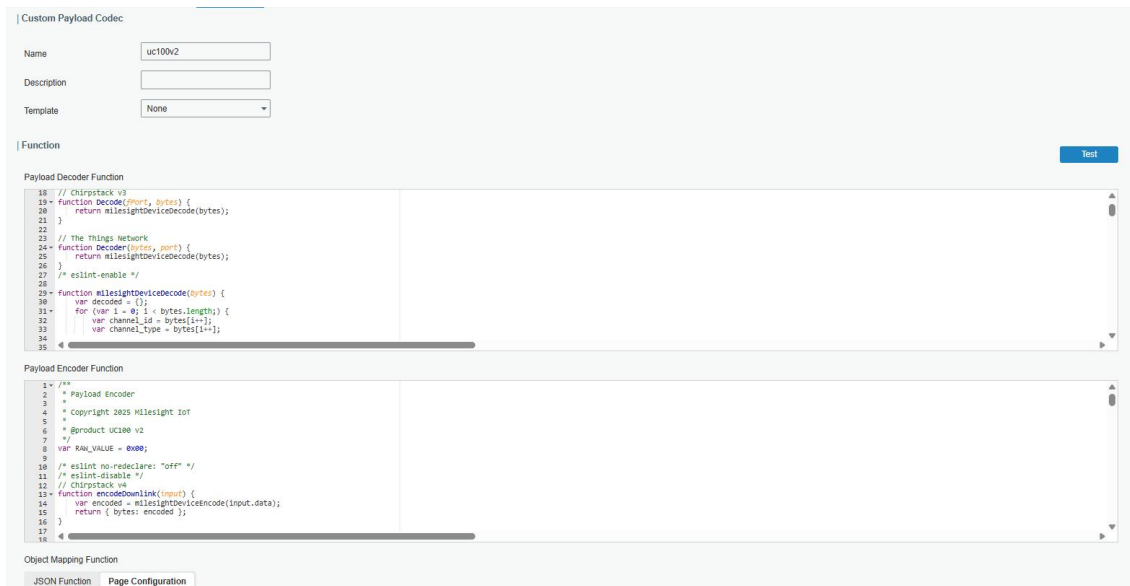 Custom Payload Codec
Name
uc100v2
Description
Template
None
Function
Test
Payload Decoder Function
18 // Chirpstack v3
19 function Decode(fPort, bytes) {
20 return milesightDeviceDecode(bytes);
21 }
22
23 // The Things Network
24 function Decoder(bytes, port) {
25 return milesightDeviceDecode(bytes);
26 }
27 /* eslint-enable */
28
29 function milesightDeviceDecode(bytes) {
30 var decoded = {};
31 for (var i = 0; i < bytes.length;) {
32 var channel_id = bytes[i++];
33 var channel_type = bytes[i++];
34
35
Payload Encoder Function
1 /**
2 * Payload Encoder
3 *
4 * Copyright 2025 Milesight IoT
5 *
6 * @product UC100 v2
7 */
8 var RAW_VALUE = 0x00;
9
10 /* eslint no-redeclare: "off" */
11 /* eslint-disable */
12 // Chirpstack v4
13 function encodeDownlink(input) {
14 var encoded = milesightDeviceEncode(input.data);
15 return { bytes: encoded };
16 }
17
18
Object Mapping Function
JSON Function Page Configuration